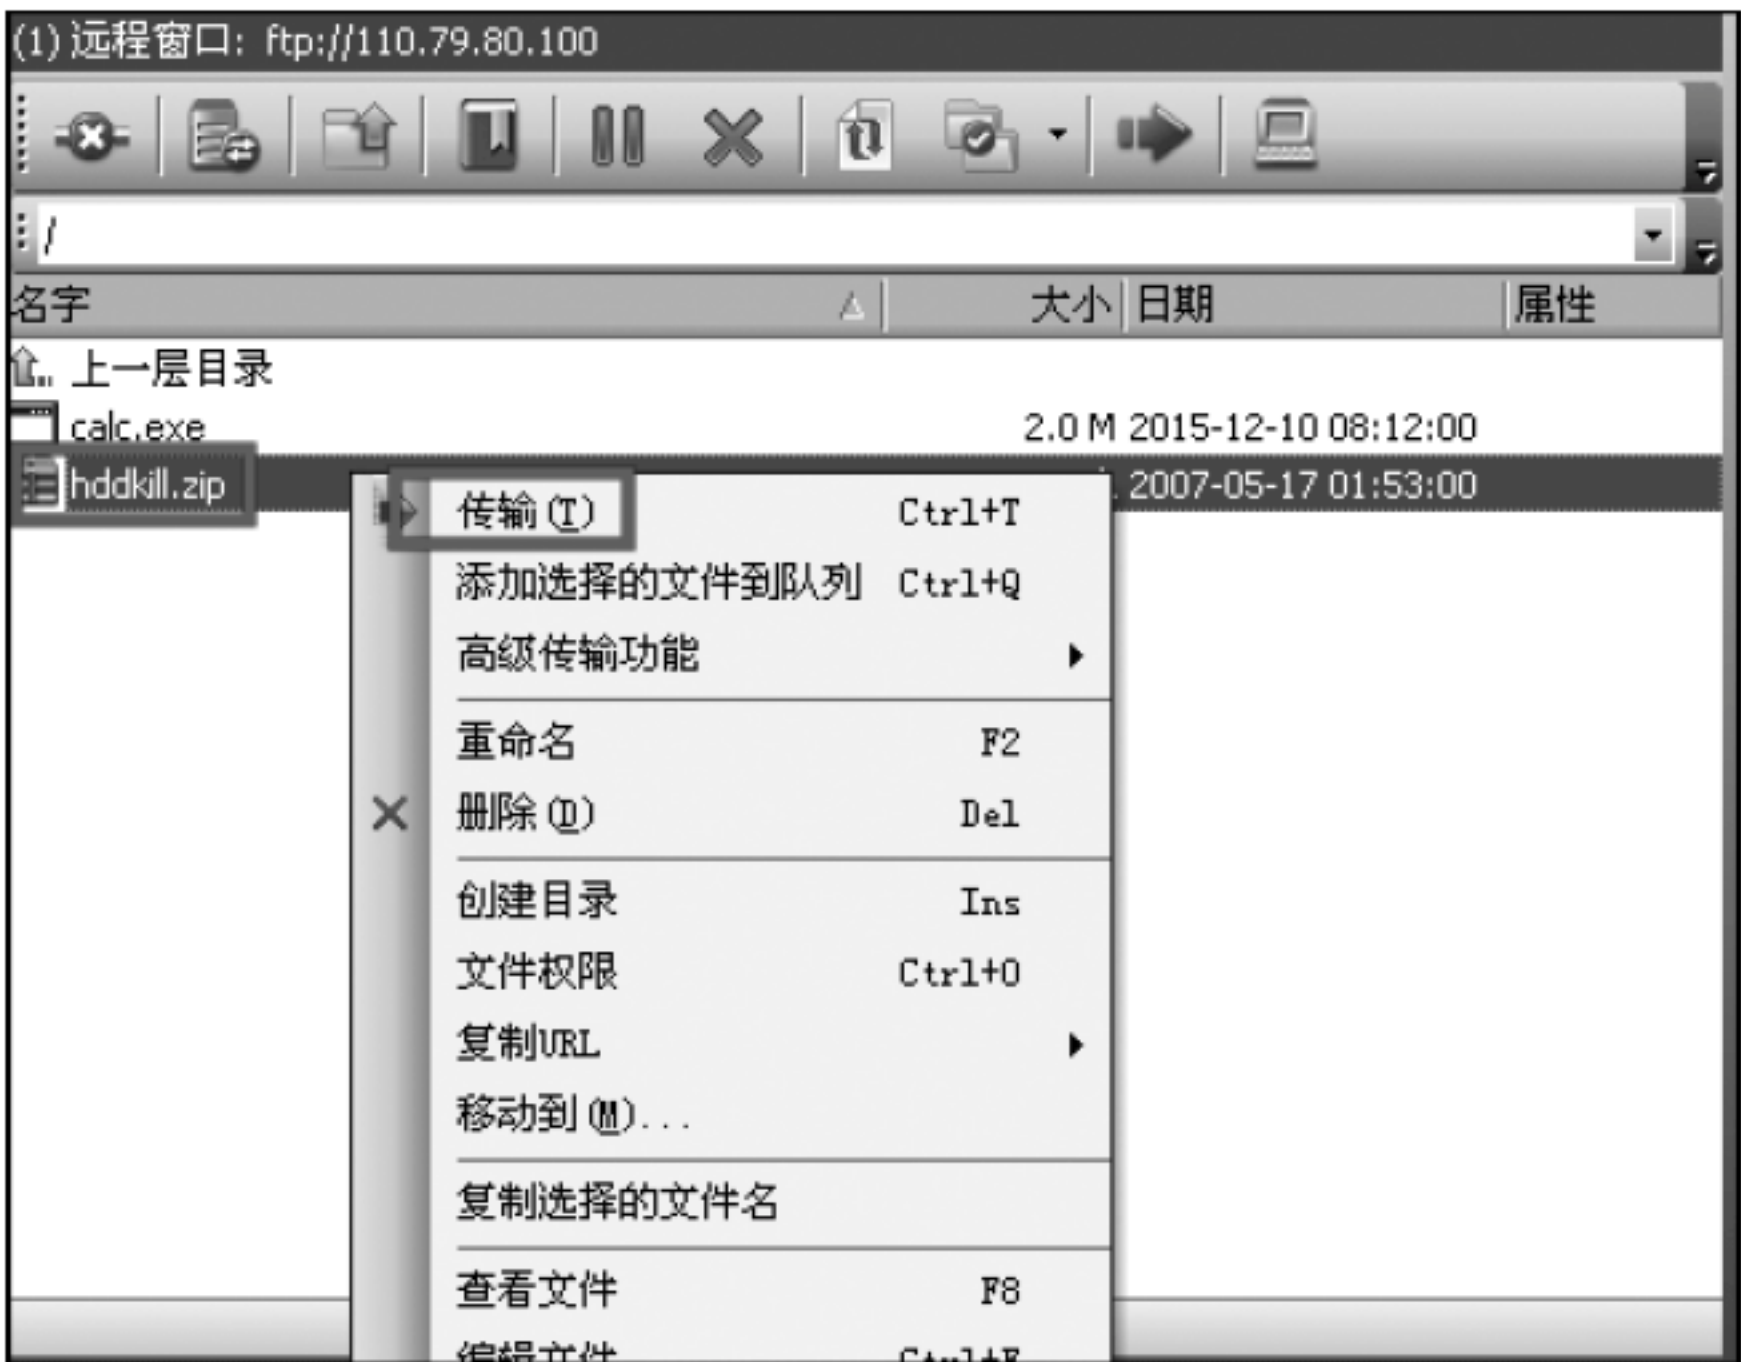 (1) 远程窗口: ftp://110.79.80.100
/
名字 大小 日期 属性
上一层目录
calc.exe 2.0 M 2015-12-10 08:12:00
hddkill.zip 2007-05-17 01:53:00
传输(T) Ctrl+T
添加选择的文件到队列 Ctrl+Q
高级传输功能
重命名 F2
删除(D) Del
创建目录 Ins
文件权限 Ctrl+O
复制URL
移动到(M)...
复制选择的文件名
查看文件 F8
编辑文件